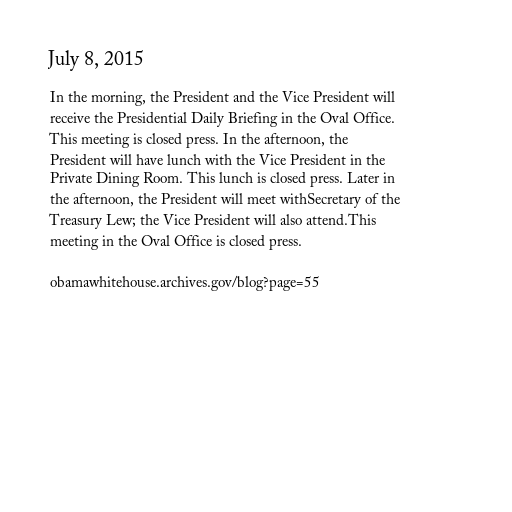 July 8, 2015
In the morning, the President and the Vice President will
receive the Presidential Daily Briefing in the Oval Office.
This meeting is closed press. In the afternoon, the
President will have lunch with the Vice President in the
Private Dining Room. This lunch is closed press. Later in
the afternoon, the President will meet withSecretary of the
Treasury Lew; the Vice President will also attend.This
meeting in the Oval Office is closed press.
obamawhitehouse.archives.gov/blog?page=55